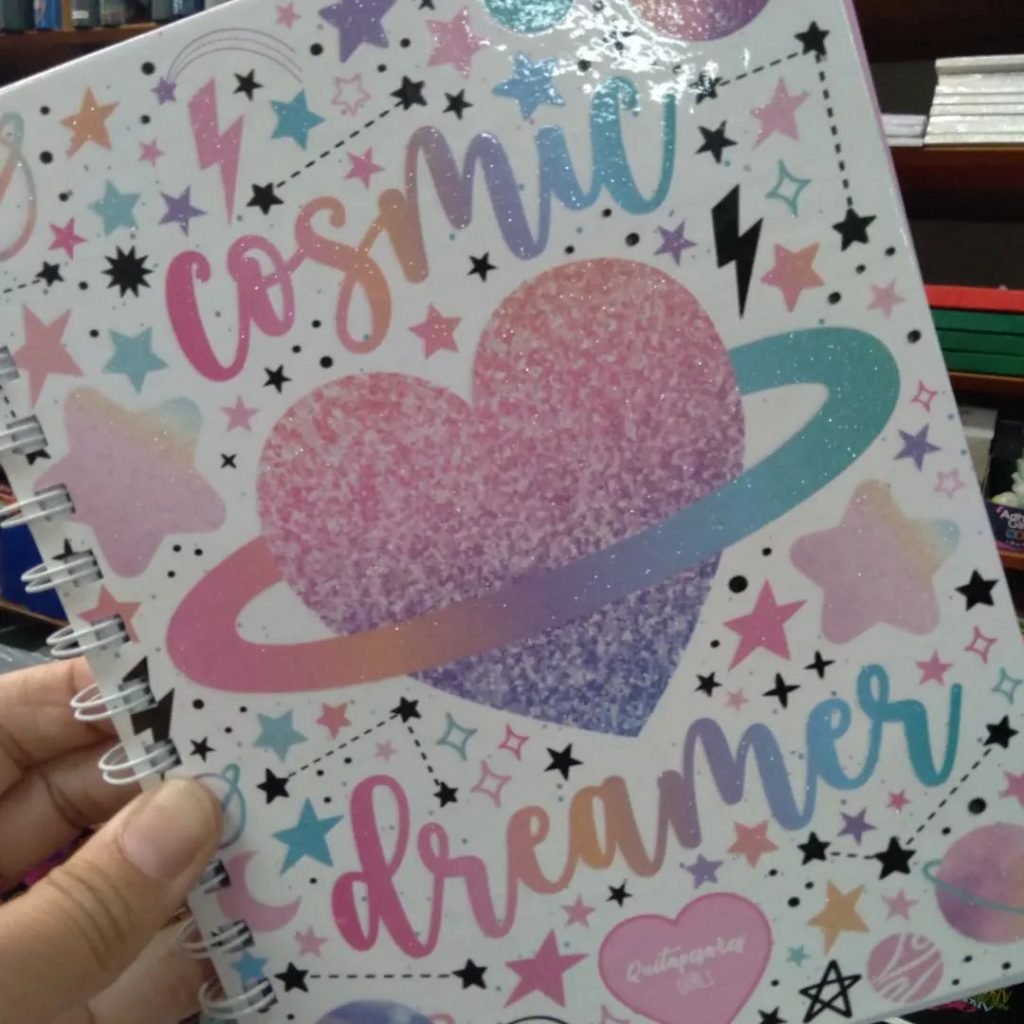 cosmic
dreamer
Quitapesares
GIRLS